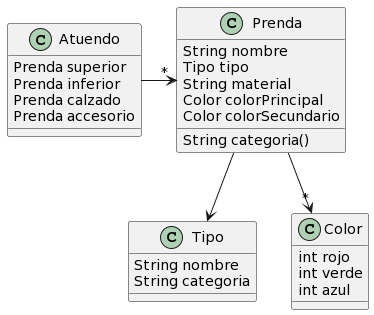 C Atuendo
Prenda superior
Prenda inferior
Prenda calzado
Prenda accesorio
*
C Prenda
String nombre
Tipo tipo
String material
Color colorPrincipal
Color colorSecundario
String categoria()
*
C Tipo
String nombre
String categoria
C Color
int rojo
int verde
int azul